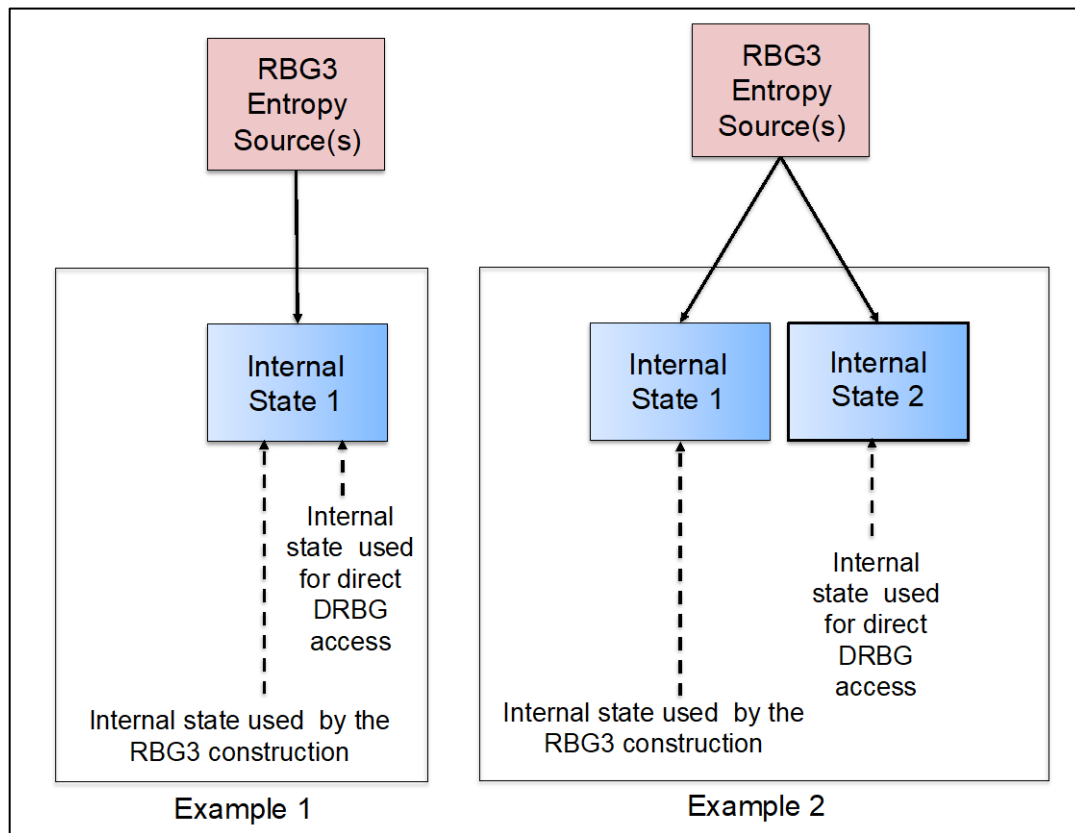 RBG3
Entropy
Source(s)
Internal
State 1
Internal
state used
for direct
DRBG
access
Internal state used by the
RBG3 construction
Example 1
RBG3
Entropy
Source(s)
Internal
State 1
Internal
State 2
Internal
state used
for direct
DRBG
access
Internal state used by the
RBG3 construction
Example 2